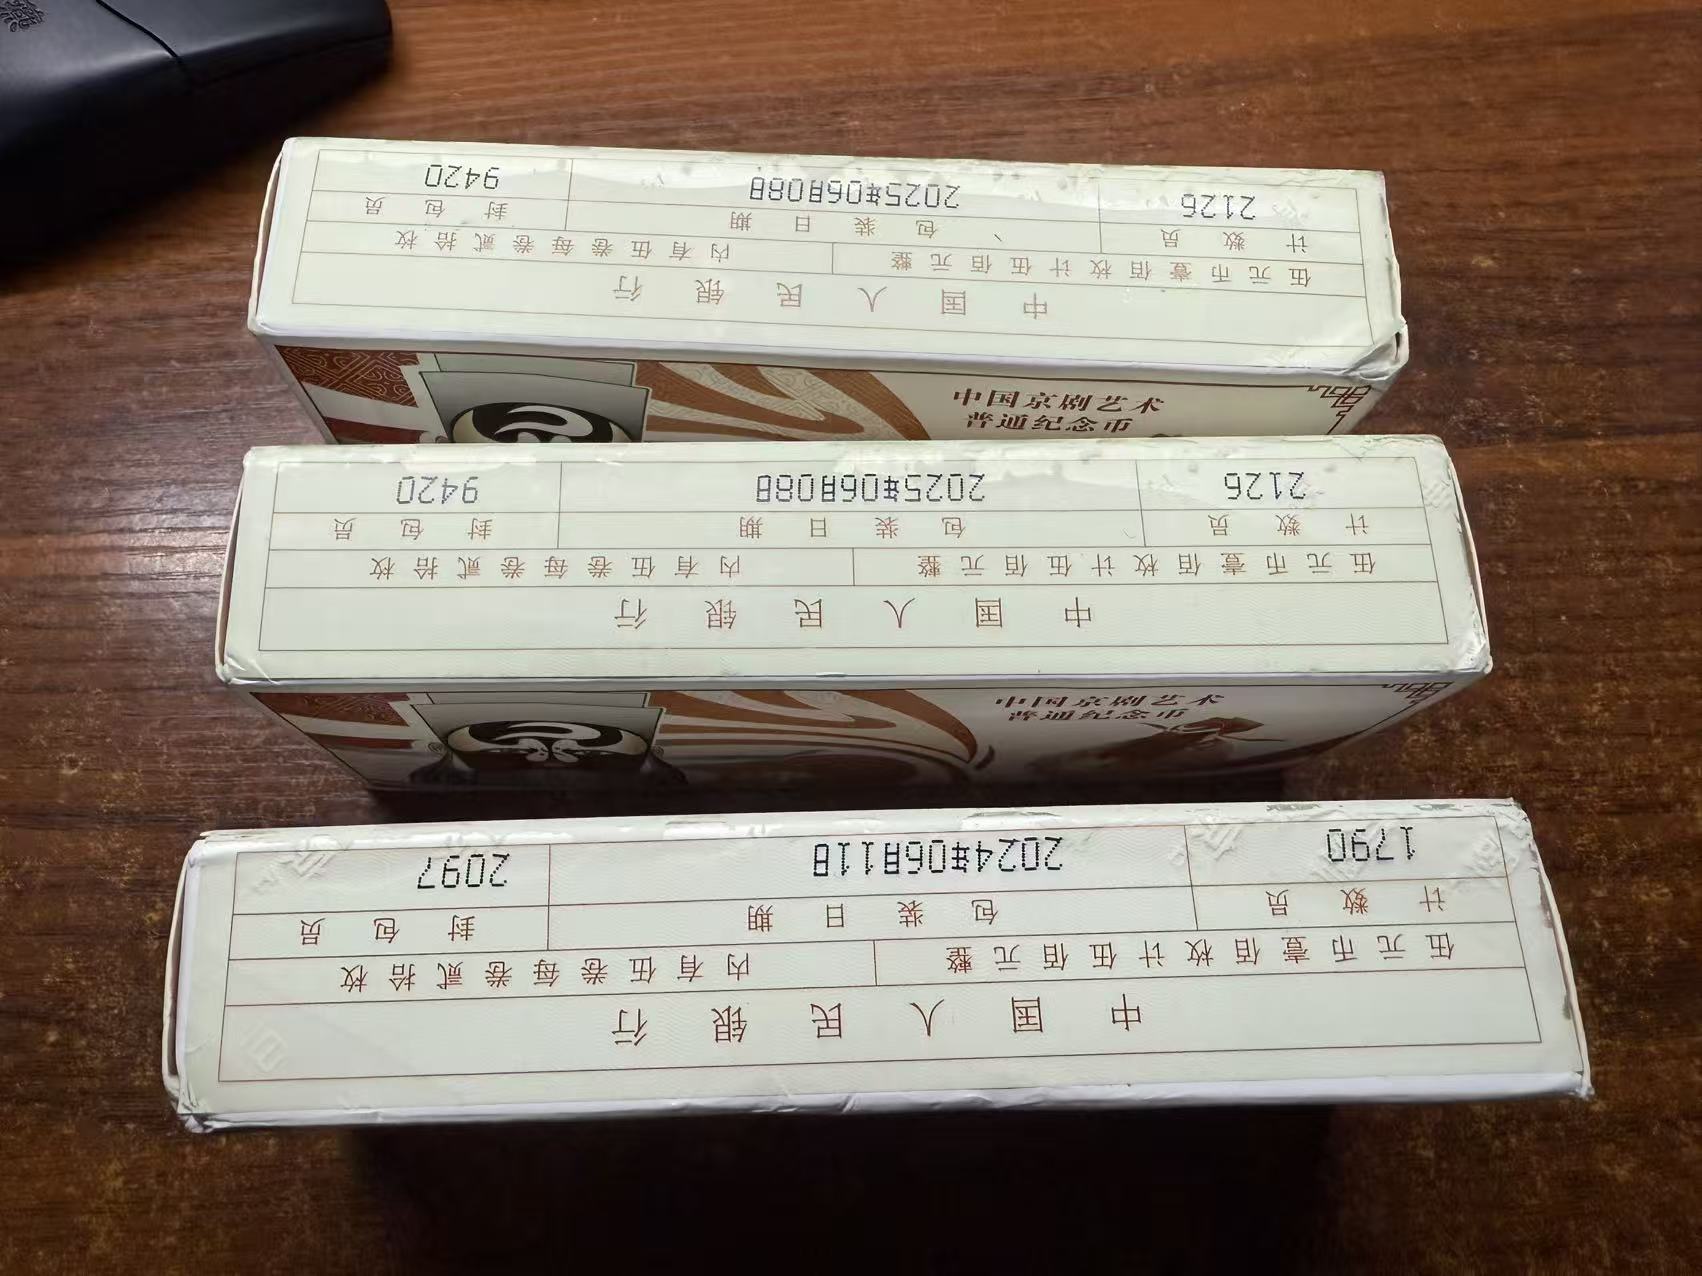 中国人民银行
伍元币壹佰枚计伍佰元整 内有伍卷每卷贰拾枚
计数员 包装日期 封包员
2126 2025年06月08日 9420
中国京剧艺术
普通纪念币
中国人民银行
伍元币壹佰枚计伍佰元整 内有伍卷每卷贰拾枚
计数员 包装日期 封包员
2126 2025年06月08日 9420
中国京剧艺术
普通纪念币
中国人民银行
伍元币壹佰枚计伍佰元整 内有伍卷每卷贰拾枚
计数员 包装日期 封包员
1790 2024年06月11日 2097